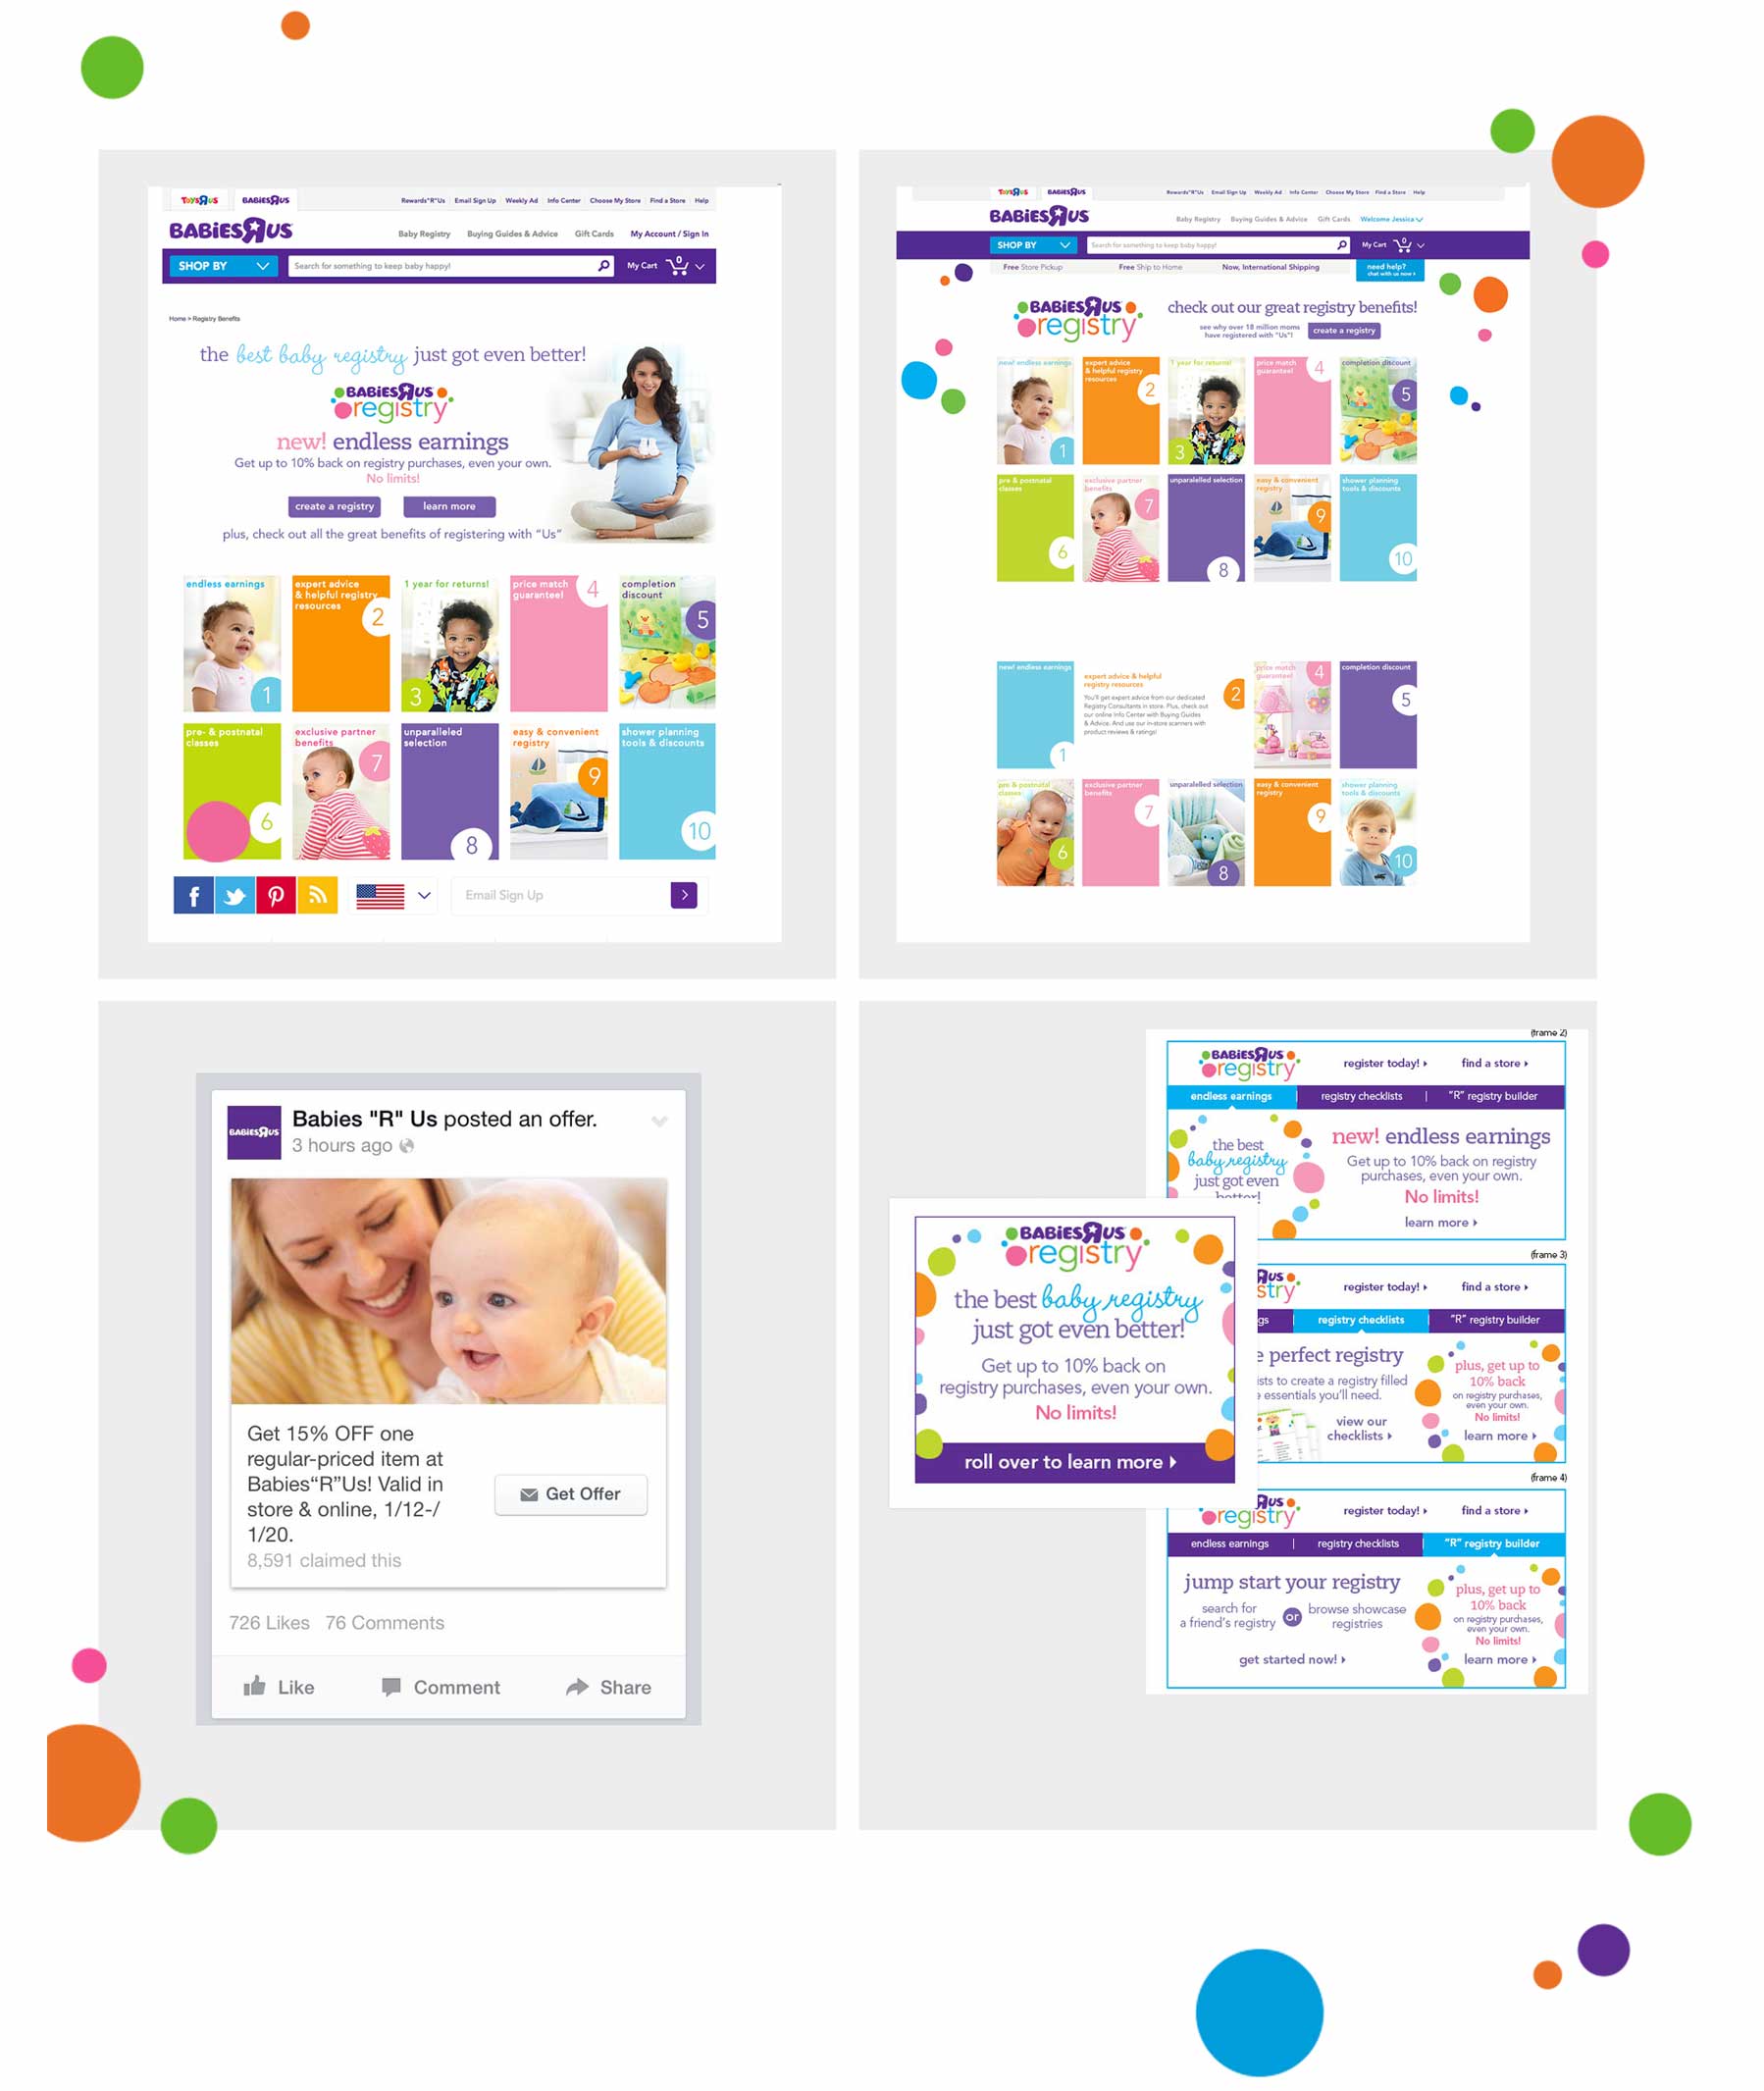 ToysRUs BABiESRUS Rewards"R"Us Email Sign Up Weekly Ad Info Center Choose My Store Find a Store Help
BABiESRUS Baby Registry Buying Guides & Advice Gift Cards My Account / Sign In
SHOP BY Search for something to keep baby happy! My Cart 0
Home > Registry Benefits
the best baby registry just got even better!
BABiESRUS
registry
new! endless earnings
Get up to 10% back on registry purchases, even your own.
No limits!
create a registry learn more
plus, check out all the great benefits of registering with "Us"
endless earnings
1
expert advice
& helpful registry
resources
2
1 year for returns!
3
price match
guarantee!
4
completion
discount
5
pre- & postnatal
classes
6
exclusive partner
benefits
7
unparalleled
selection
8
easy & convenient
registry
9
shower planning
tools & discounts
10
Email Sign Up
ToysRUs BABiESRUS Rewards"R"Us Email Sign Up Weekly Ad Info Center Choose My Store Find a Store Help
BABiESRUS Baby Registry Buying Guides & Advice Gift Cards Welcome Jessica
SHOP BY Search for something to keep baby happy! My Cart 0
Free Store Pickup Free Ship to Home Now, International Shipping need help?
chat with us now
BABiESRUS
registry
check out our great registry benefits!
see why over 18 million moms
have registered with "Us"!
create a registry
new! endless earnings
1
expert advice
& helpful registry
resources
2
1 year for returns!
3
price match
guarantee!
4
completion discount
5
pre & postnatal
classes
6
exclusive partner
benefits
7
unparalelled selection
8
easy & convenient
registry
9
shower planning
tools & discounts
10
new! endless earnings
1
expert advice & helpful
registry resources
2
You'll get expert advice from our dedicated
Registry Consultants in store. Plus, check out
our online Info Center with Buying Guides
& Advice. And use our in-store scanners with
product reviews & ratings!
price match
guarantee!
4
completion discount
5
pre & postnatal
classes
6
exclusive partner
benefits
7
unparalelled selection
8
easy & convenient
registry
9
shower planning
tools & discounts
10
BABiESRUS
Babies "R" Us posted an offer.
3 hours ago
Get 15% OFF one
regular-priced item at
Babies“R”Us! Valid in
store & online, 1/12-/
1/20.
8,591 claimed this
Get Offer
726 Likes 76 Comments
Like Comment Share
BABiESRUS
registry
the best baby registry
just got even better!
Get up to 10% back on
registry purchases, even your own.
No limits!
roll over to learn more
(frame 2)
BABiESRUS
registry
register today! find a store
endless earnings registry checklists | "R" registry builder
the best
baby registry
just got even
better!
new! endless earnings
Get up to 10% back on registry
purchases, even your own.
No limits!
learn more
(frame 3)
RUS
stry
register today! find a store
gs registry checklists "R" registry builder
e perfect registry
ists to create a registry filled
e essentials you'll need.
view our
checklists
plus, get up to
10% back
on registry purchases,
even your own.
No limits!
learn more
(frame 4)
RUS
registry
register today! find a store
endless earnings | registry checklists "R" registry builder
jump start your registry
search for
a friend's registry
or
browse showcase
registries
get started now!
plus, get up to
10% back
on registry purchases,
even your own.
No limits!
learn more